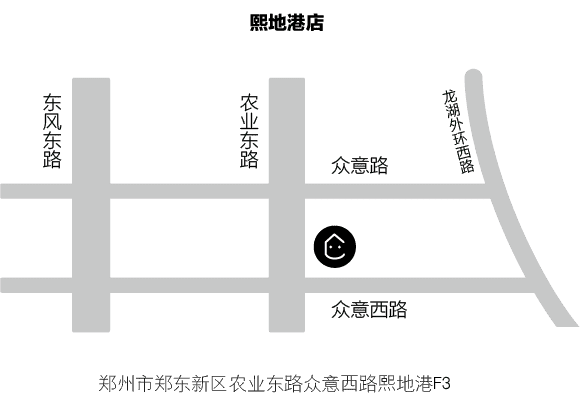 熙地港店
东风东路
农业东路
龙湖外环西路
众意路
众意西路
郑州市郑东新区农业东路众意西路熙地港F3